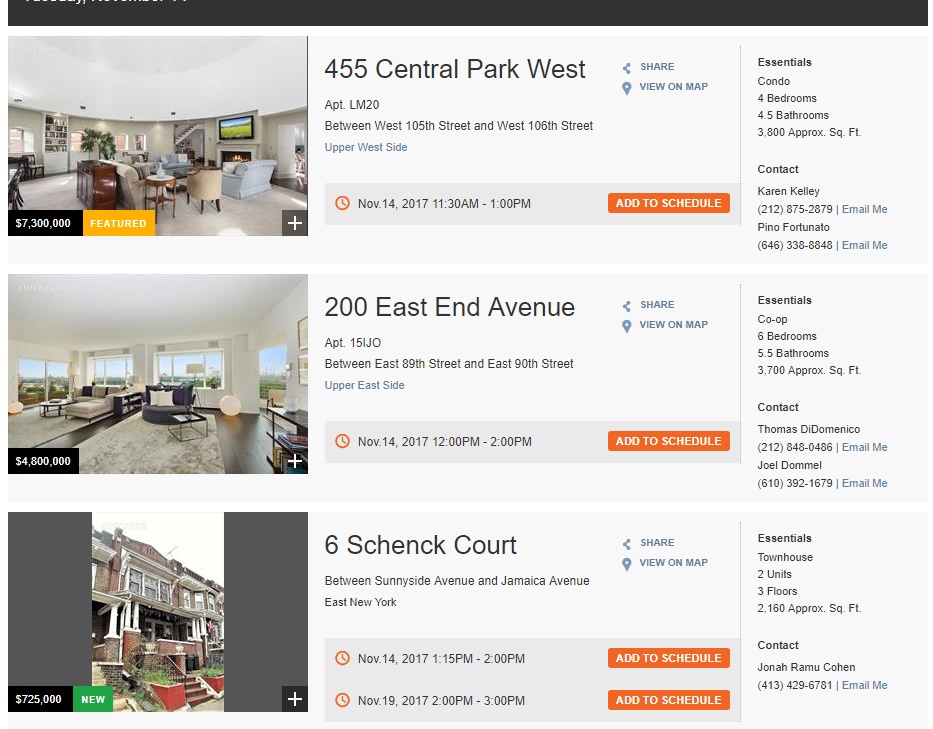 455 Central Park West
SHARE
VIEW ON MAP
Apt. LM20
Between West 105th Street and West 106th Street
Upper West Side
Nov.14, 2017 11:30AM - 1:00PM
ADD TO SCHEDULE
$7,300,000
FEATURED
Essentials
Condo
4 Bedrooms
4.5 Bathrooms
3,800 Approx. Sq. Ft.
Contact
Karen Kelley
(212) 875-2879 | Email Me
Pino Fortunato
(646) 338-8848 | Email Me
200 East End Avenue
SHARE
VIEW ON MAP
Apt. 15IJO
Between East 89th Street and East 90th Street
Upper East Side
Nov.14, 2017 12:00PM - 2:00PM
ADD TO SCHEDULE
$4,800,000
Essentials
Co-op
6 Bedrooms
5.5 Bathrooms
3,700 Approx. Sq. Ft.
Contact
Thomas DiDomenico
(212) 848-0486 | Email Me
Joel Dommel
(610) 392-1679 | Email Me
6 Schenck Court
SHARE
VIEW ON MAP
Between Sunnyside Avenue and Jamaica Avenue
East New York
Nov.14, 2017 1:15PM - 2:00PM
ADD TO SCHEDULE
Nov.19, 2017 2:00PM - 3:00PM
ADD TO SCHEDULE
$725,000
NEW
Essentials
Townhouse
2 Units
3 Floors
2,160 Approx. Sq. Ft.
Contact
Jonah Ramu Cohen
(413) 429-6781 | Email Me